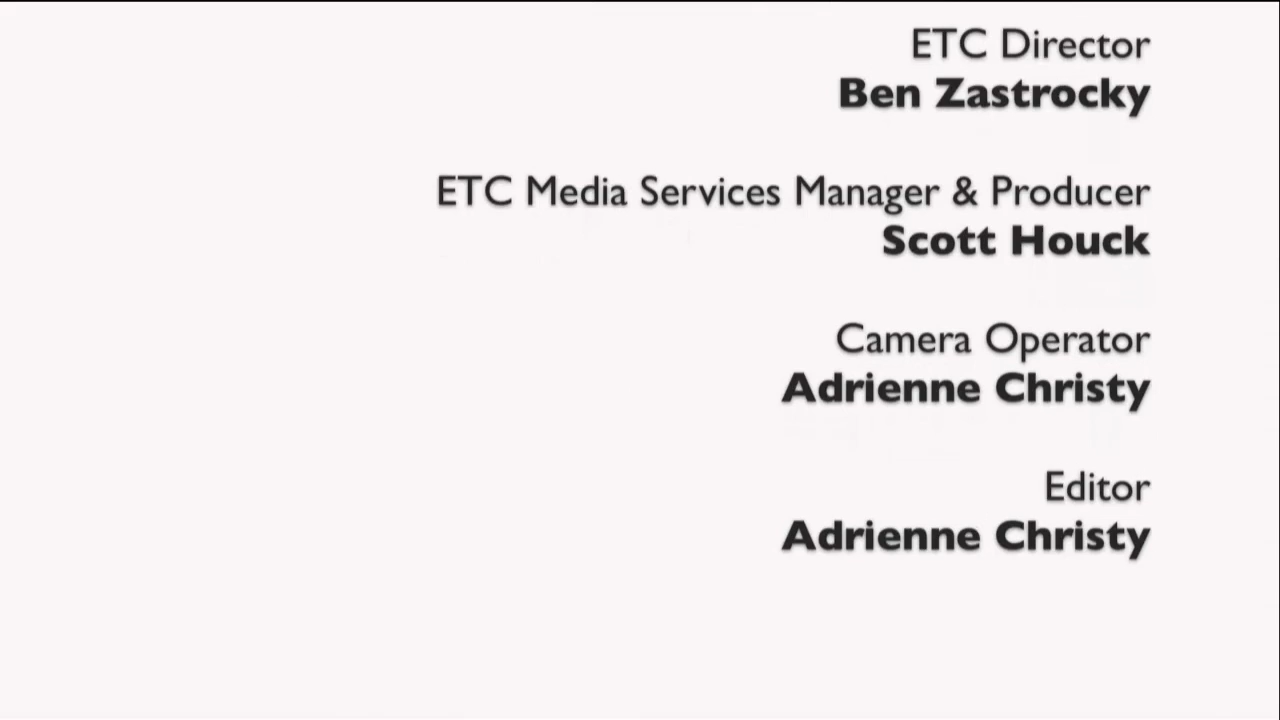 ETC Director
Ben Zastrocky
ETC Media Services Manager & Producer
Scott Houck
Camera Operator
Adrienne Christy
Editor
Adrienne Christy